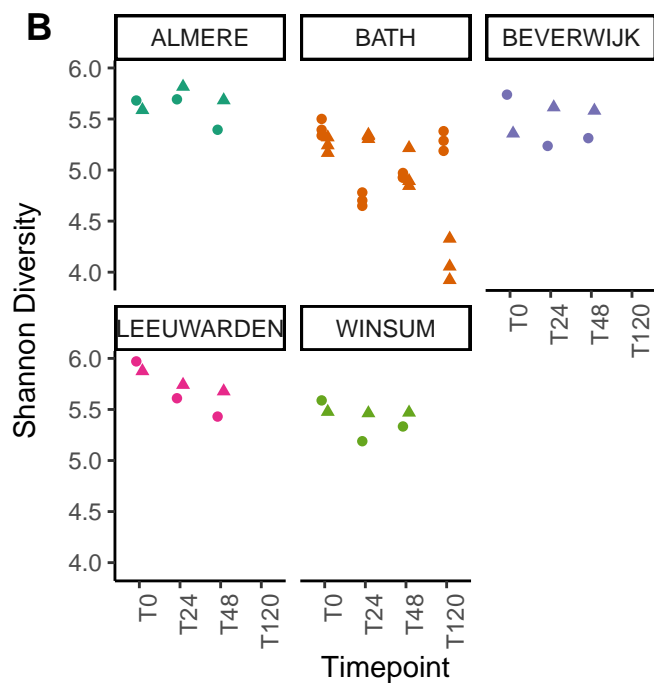 B
ALMERE BATH BEVERWIJK
6.0
5.5
5.0
4.5
4.0
T0 T24 T48 T120
LEEUWARDEN WINSUM
6.0
5.5
5.0
4.5
4.0
T0 T24 T48 T120 T0 T24 T48 T120
Shannon Diversity
Timepoint